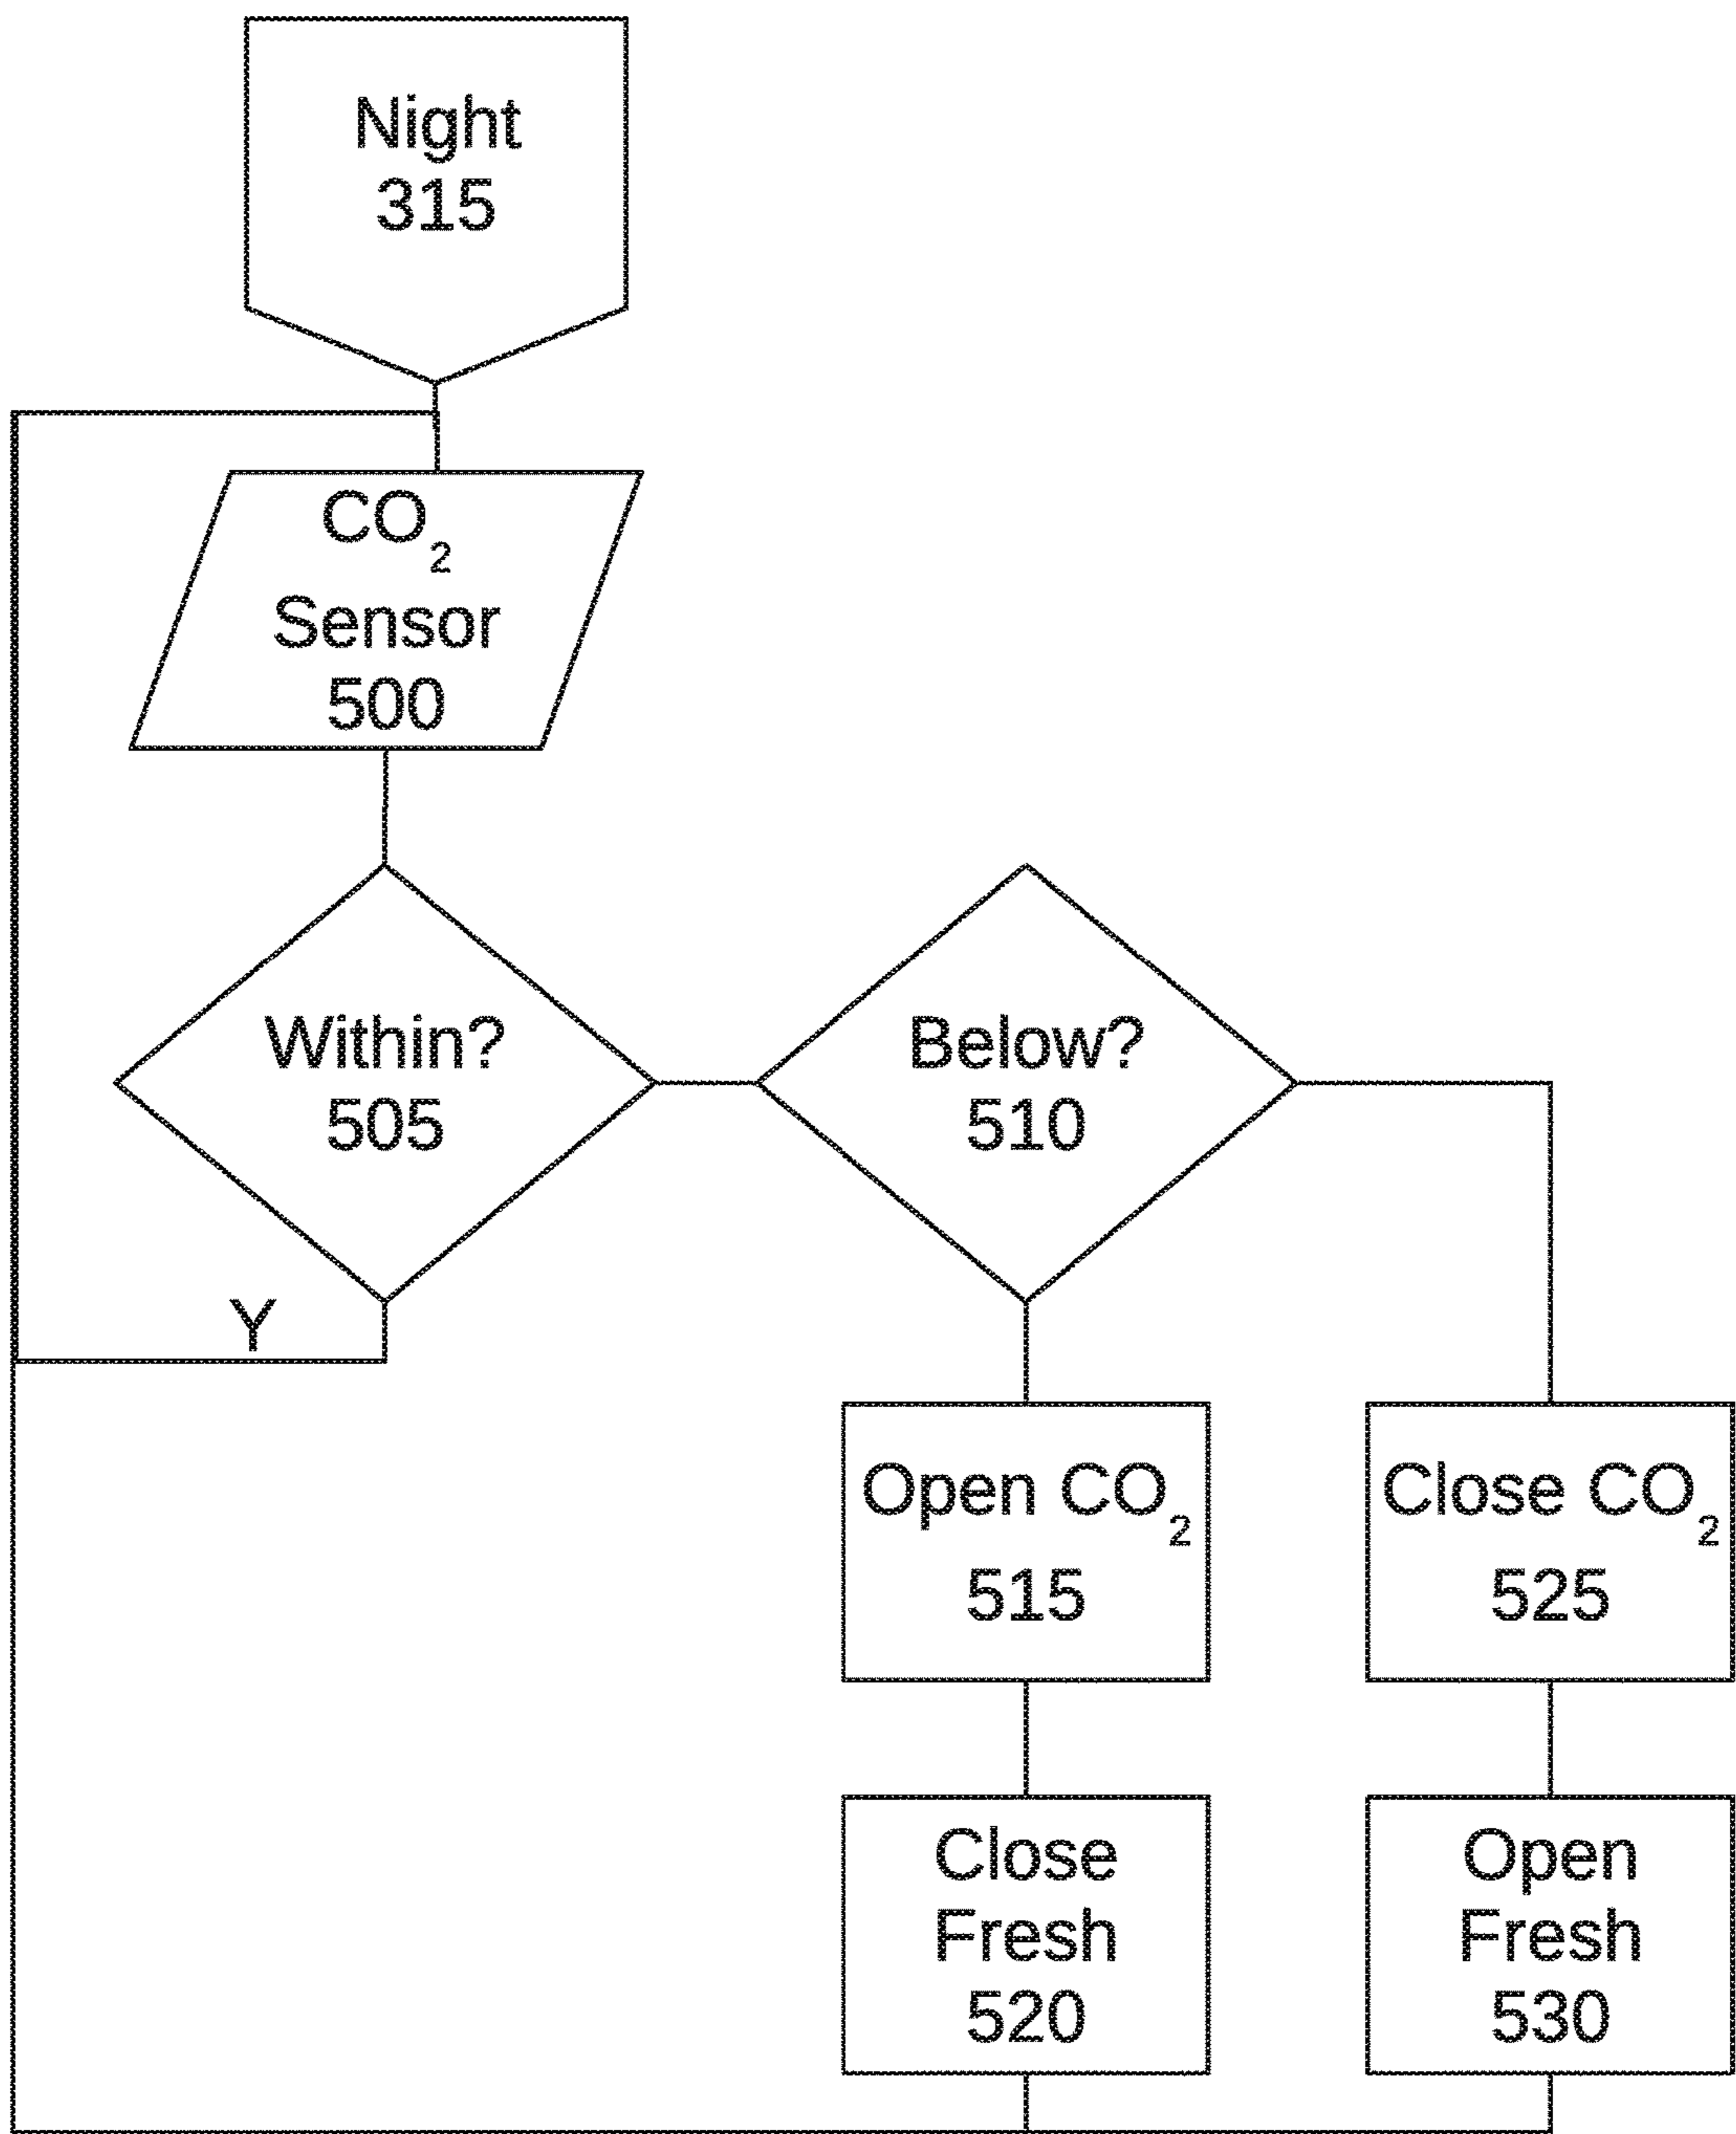 Night
315
CO2
Sensor
500
Within?
505
Below?
510
Y
Open CO2
515
Close CO2
525
Close
Fresh
520
Open
Fresh
530